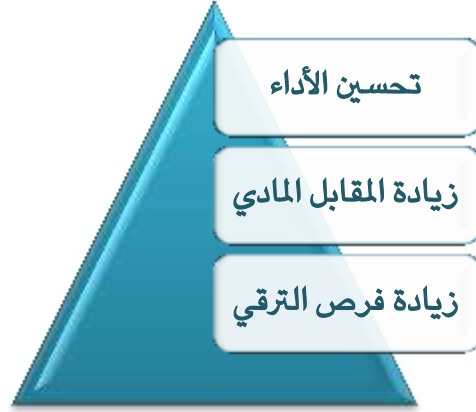 تحسين الأداء
زيادة المقابل المادي
زيادة فرص الترقي